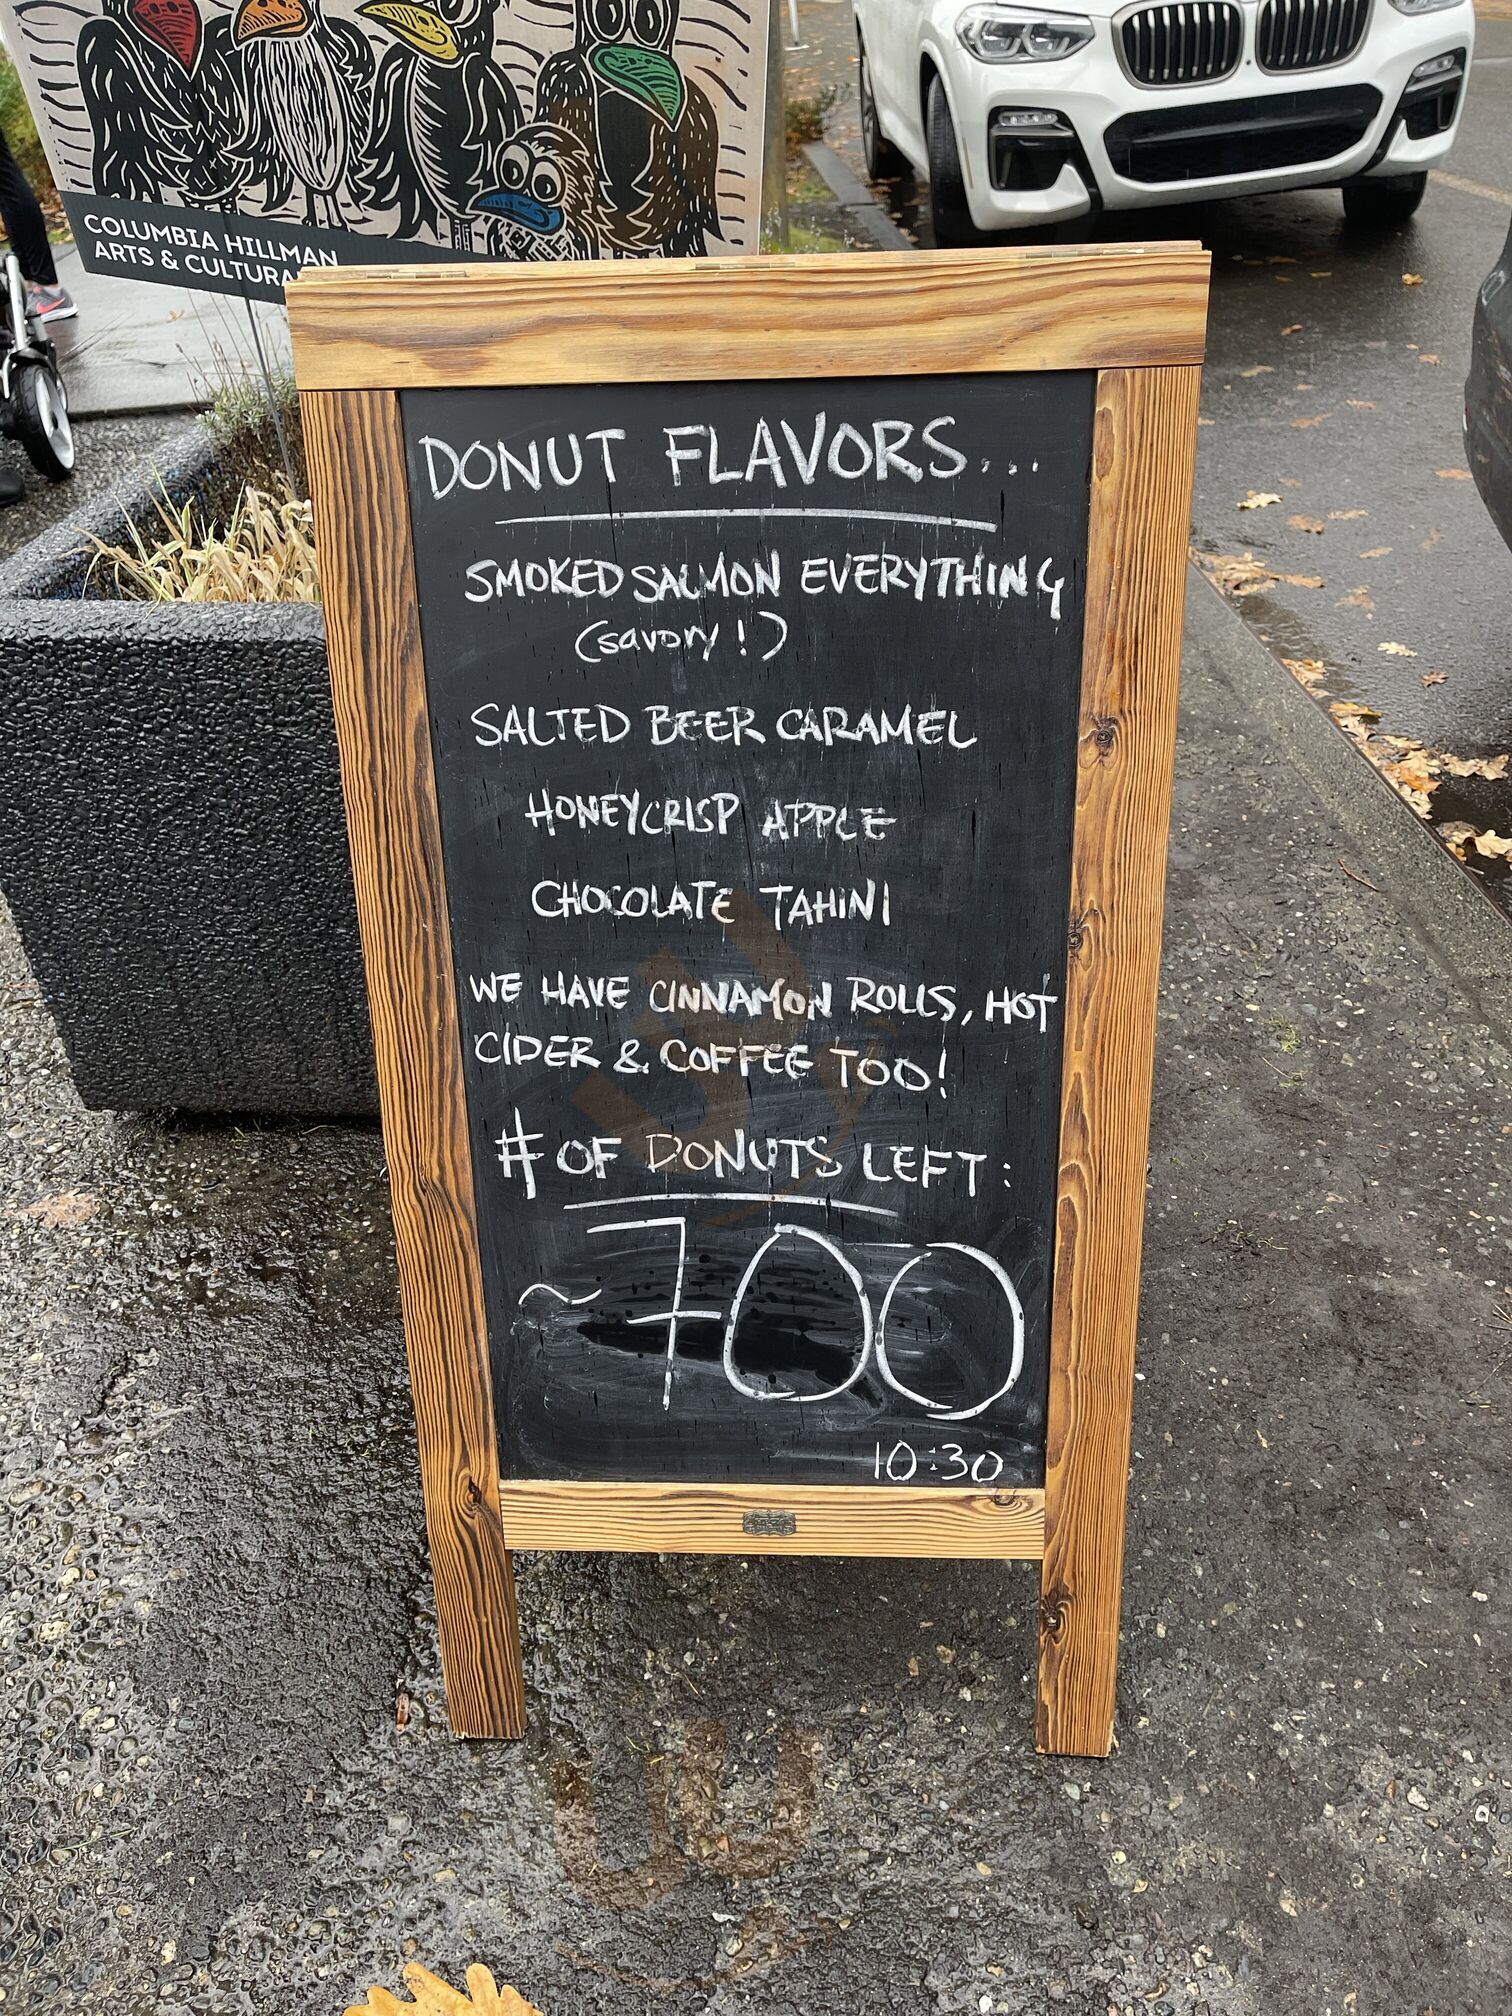 COLUMBIA HILLMAN
ARTS & CULTURA
DONUT FLAVORS...
SMOKED SALMON EVERYTHING
(savory!)
SALTED BEER CARAMEL
HONEYCRISP APPLE
CHOCOLATE TAHINI
WE HAVE CINNAMON ROLLS, HOT
CIDER & COFFEE TOO!
# OF DONUTS LEFT:
~700
10:30